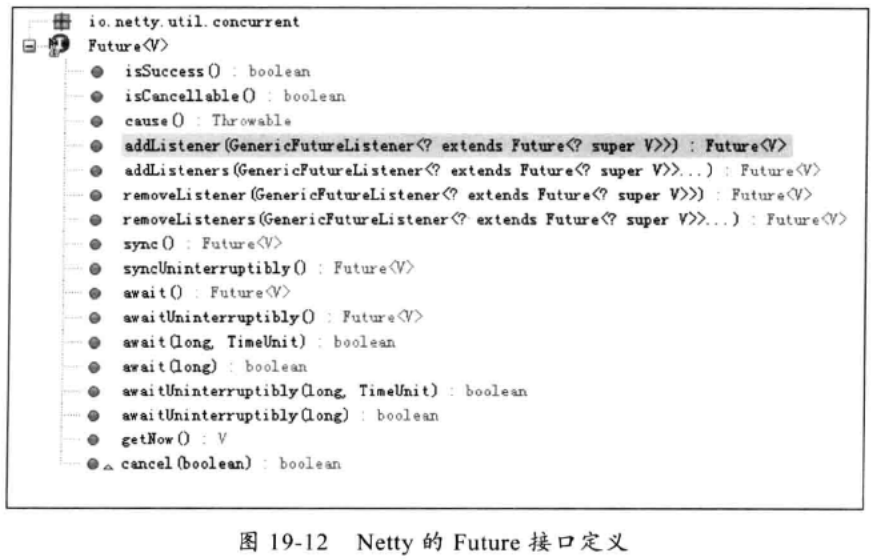 io.netty.util.concurrent
Future<V>
isSuccess() : boolean
isCancellable() : boolean
cause() : Throwable
addListener(GenericFutureListener<? extends Future<? super V>>) : Future<V>
addListeners(GenericFutureListener<? extends Future<? super V>>...) : Future<V>
removeListener(GenericFutureListener<? extends Future<? super V>>) : Future<V>
removeListeners(GenericFutureListener<? extends Future<? super V>>...) : Future<V>
sync() : Future<V>
syncUninterruptibly() : Future<V>
await() : Future<V>
awaitUninterruptibly() : Future<V>
await(long, TimeUnit) : boolean
await(long) : boolean
awaitUninterruptibly(long, TimeUnit) : boolean
awaitUninterruptibly(long) : boolean
getNow() : V
cancel(boolean) : boolean
图 19-12 Netty 的 Future 接口定义